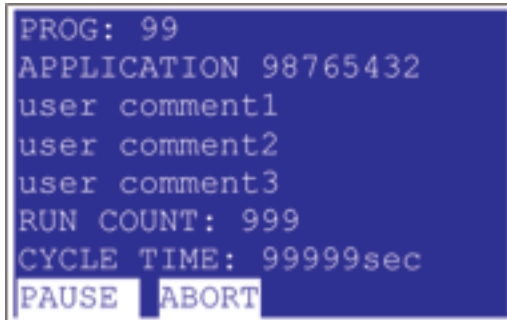 PROG: 99
APPLICATION 98765432
user comment1
user comment2
user comment3
RUN COUNT: 999
CYCLE TIME: 99999sec
PAUSE ABORT